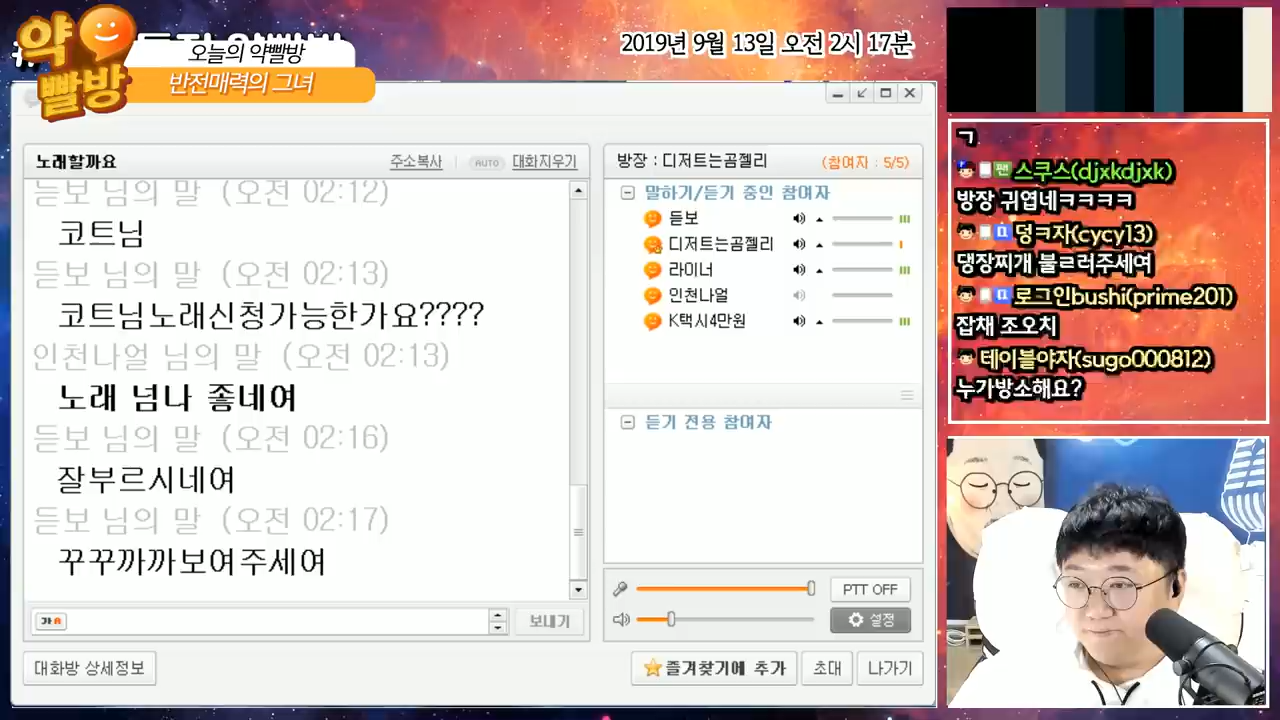 약빨방
오늘의 약빨방
반전매력의 그녀
2019년 9월 13일 오전 2시 17분
노래할까요
주소복사
AUTO
대화지우기
듣보 님의 말 (오전 02:12)
코트님
듣보 님의 말 (오전 02:13)
코트님노래신청가능한가요????
인천나얼 님의 말 (오전 02:13)
노래 넘나 좋네여
듣보 님의 말 (오전 02:16)
잘부르시네여
듣보 님의 말 (오전 02:17)
꾸꾸까까보여주세여
가
보내기
대화방 상세정보
방장 : 디저트는곰젤리
(참여자 : 5/5)
말하기/듣기 중인 참여자
듣보
디저트는곰젤리
라이너
인천나얼
K택시4만원
듣기 전용 참여자
PTT OFF
설정
즐겨찾기에 추가
초대
나가기
ㄱ
팬 스쿠스(djxkdjxk)
방장 귀엽네ㅋㅋㅋㅋ
덩ㅋ자(cycy13)
댕장찌개 불ㄹ러주세여
로그인bushi(prime201)
잡채 조오치
테이블야자(sugo000812)
누가방소해요?